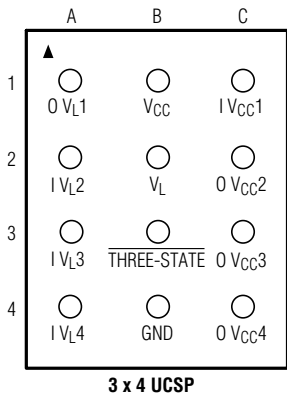 A B C
1
O VL1 VCC I VCC1
2
I VL2 VL O VCC2
3
I VL3 THREE-STATE O VCC3
4
I VL4 GND O VCC4
3 x 4 UCSP